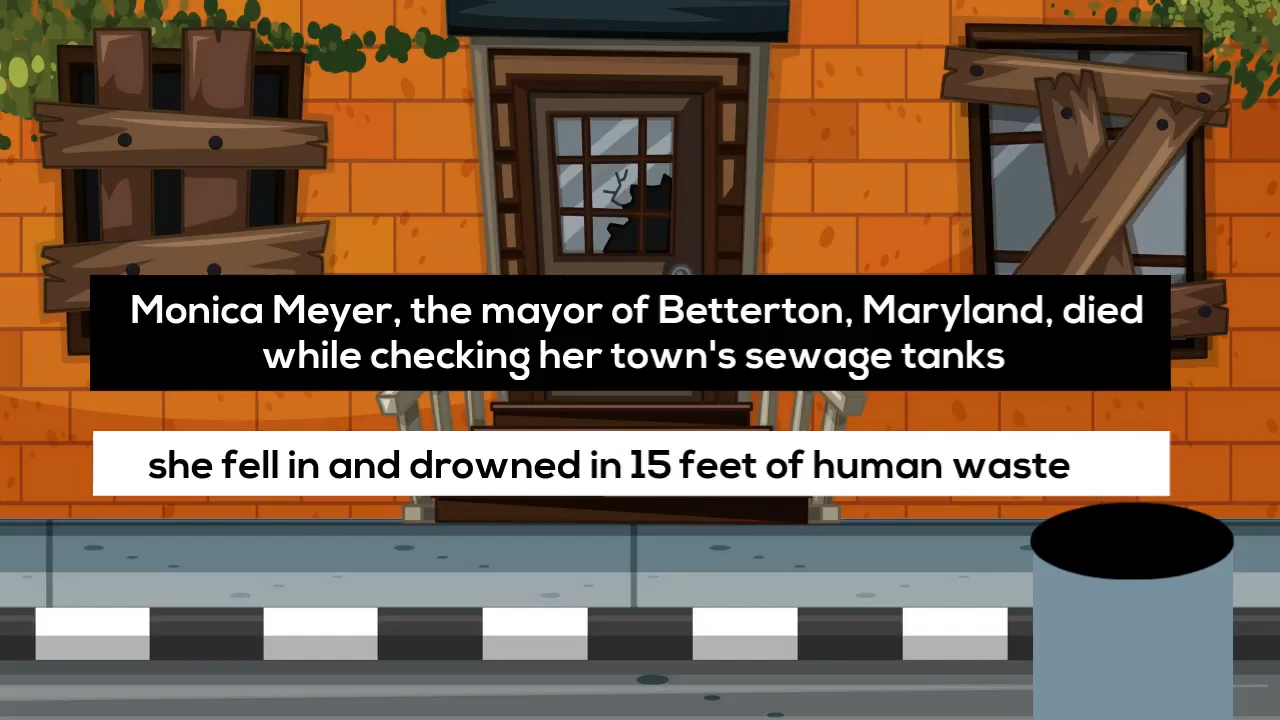 Monica Meyer, the mayor of Betterton, Maryland, died
while checking her town's sewage tanks
she fell in and drowned in 15 feet of human waste